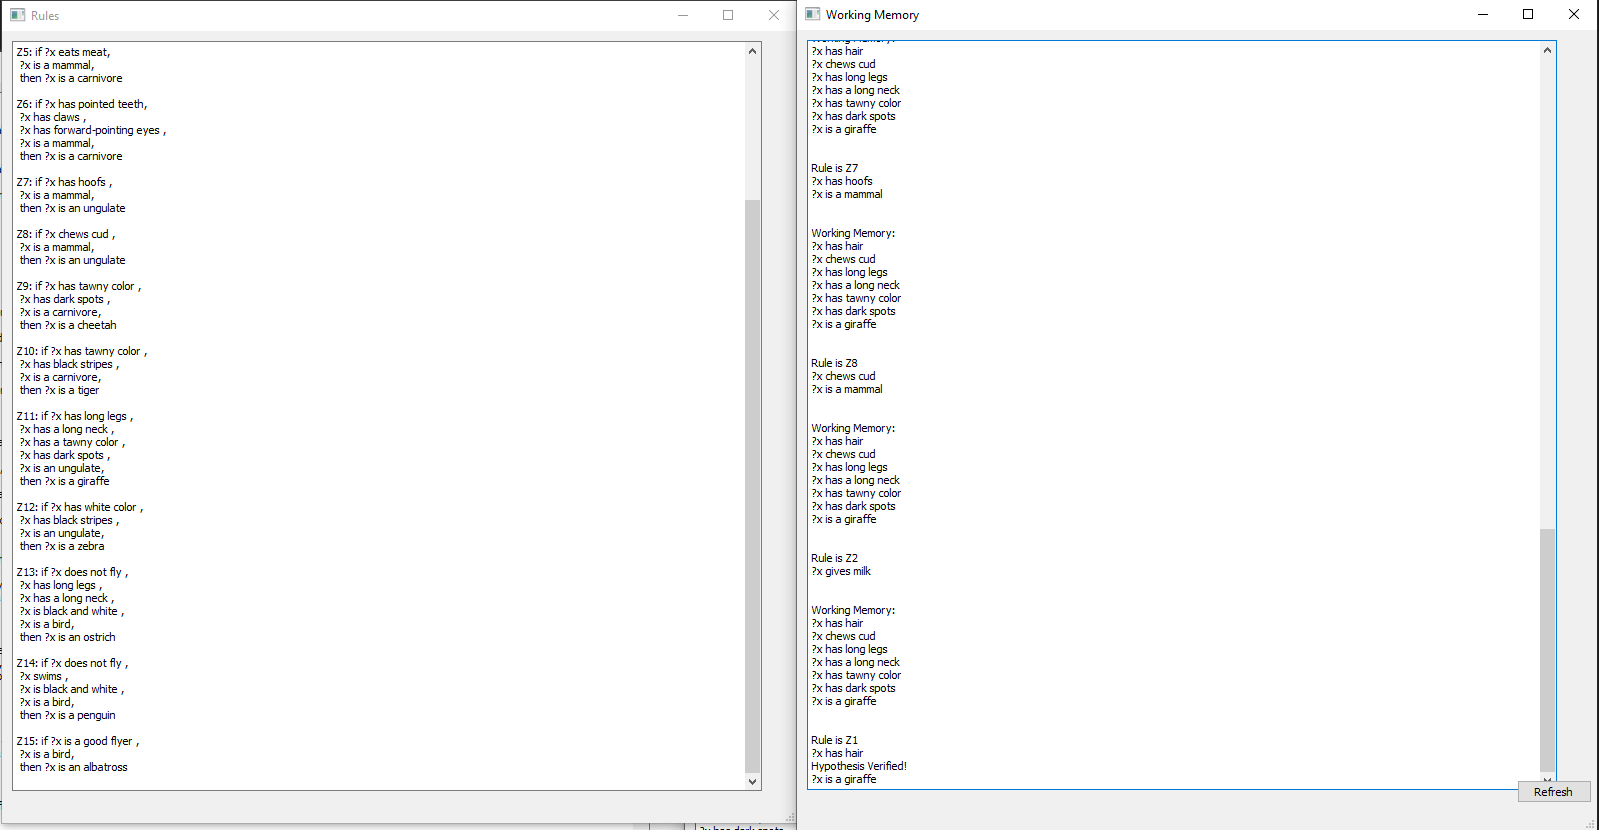 Rules
Z5: if ?x eats meat,
?x is a mammal,
then ?x is a carnivore
Z6: if ?x has pointed teeth,
?x has claws ,
?x has forward-pointing eyes ,
?x is a mammal,
then ?x is a carnivore
Z7: if ?x has hoofs ,
?x is a mammal,
then ?x is an ungulate
Z8: if ?x chews cud ,
?x is a mammal,
then ?x is an ungulate
Z9: if ?x has tawny color ,
?x has dark spots ,
?x is a carnivore,
then ?x is a cheetah
Z10: if ?x has tawny color ,
?x has black stripes ,
?x is a carnivore,
then ?x is a tiger
Z11: if ?x has long legs ,
?x has a long neck ,
?x has a tawny color ,
?x has dark spots ,
?x is an ungulate,
then ?x is a giraffe
Z12: if ?x has white color ,
?x has black stripes ,
?x is an ungulate,
then ?x is a zebra
Z13: if ?x does not fly ,
?x has long legs ,
?x has a long neck ,
?x is black and white ,
?x is a bird,
then ?x is an ostrich
Z14: if ?x does not fly ,
?x swims ,
?x is black and white ,
?x is a bird,
then ?x is a penguin
Z15: if ?x is a good flyer ,
?x is a bird,
then ?x is an albatross
Working Memory
Working Memory:
?x has hair
?x chews cud
?x has long legs
?x has a long neck
?x has tawny color
?x has dark spots
?x is a giraffe
Rule is Z7
?x has hoofs
?x is a mammal
Working Memory:
?x has hair
?x chews cud
?x has long legs
?x has a long neck
?x has tawny color
?x has dark spots
?x is a giraffe
Rule is Z8
?x chews cud
?x is a mammal
Working Memory:
?x has hair
?x chews cud
?x has long legs
?x has a long neck
?x has tawny color
?x has dark spots
?x is a giraffe
Rule is Z2
?x gives milk
Working Memory:
?x has hair
?x chews cud
?x has long legs
?x has a long neck
?x has tawny color
?x has dark spots
?x is a giraffe
Rule is Z1
?x has hair
Hypothesis Verified!
?x is a giraffe
Refresh
?x has dark spots